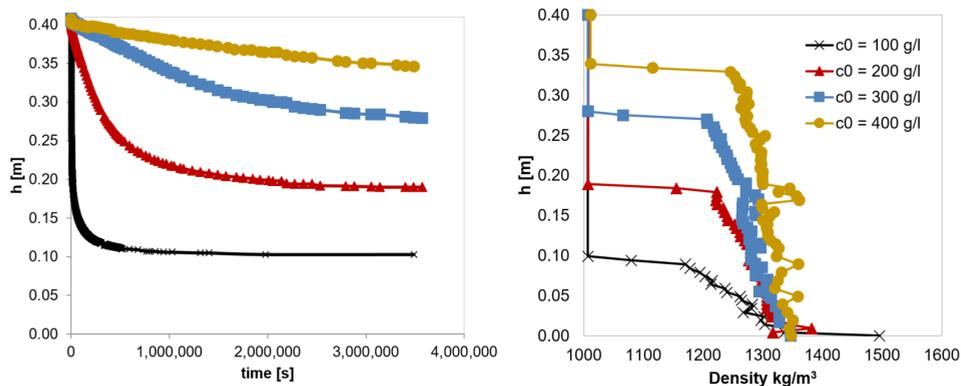 0.40
0.35
0.30
0.25
0.20
0.15
0.10
0.05
0.00
h [m]
0 1,000,000 2,000,000 3,000,000 4,000,000
time [s]
0.40
0.35
0.30
0.25
0.20
0.15
0.10
0.05
0.00
h [m]
1000 1100 1200 1300 1400 1500 1600
Density kg/m³
c0 = 100 g/l
c0 = 200 g/l
c0 = 300 g/l
c0 = 400 g/l